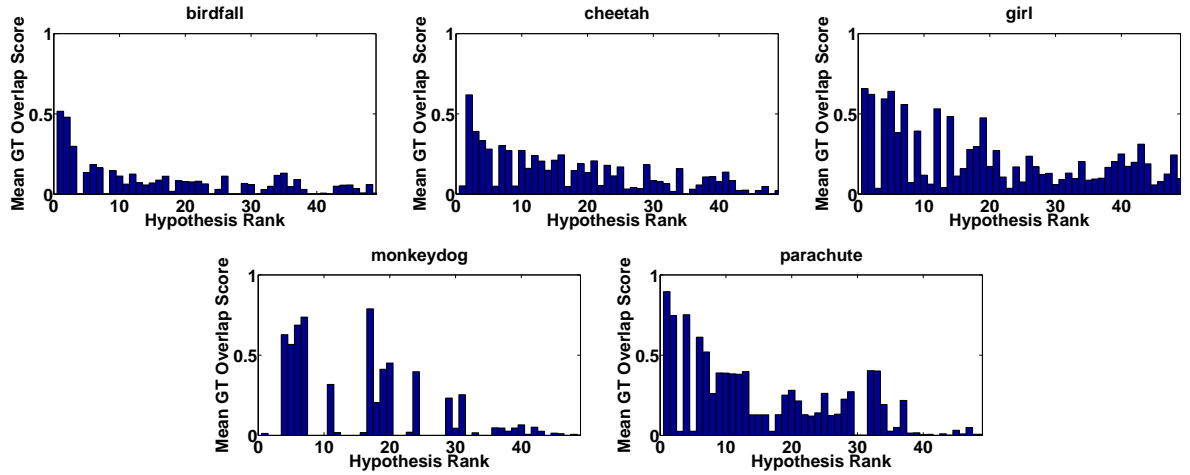 birdfall
Mean GT Overlap Score
1
0.5
0
0 10 20 30 40
Hypothesis Rank
cheetah
Mean GT Overlap Score
1
0.5
0
0 10 20 30 40
Hypothesis Rank
girl
Mean GT Overlap Score
1
0.5
0
0 10 20 30 40
Hypothesis Rank
monkeydog
Mean GT Overlap Score
1
0.5
0
0 10 20 30 40
Hypothesis Rank
parachute
Mean GT Overlap Score
1
0.5
0
0 10 20 30 40
Hypothesis Rank